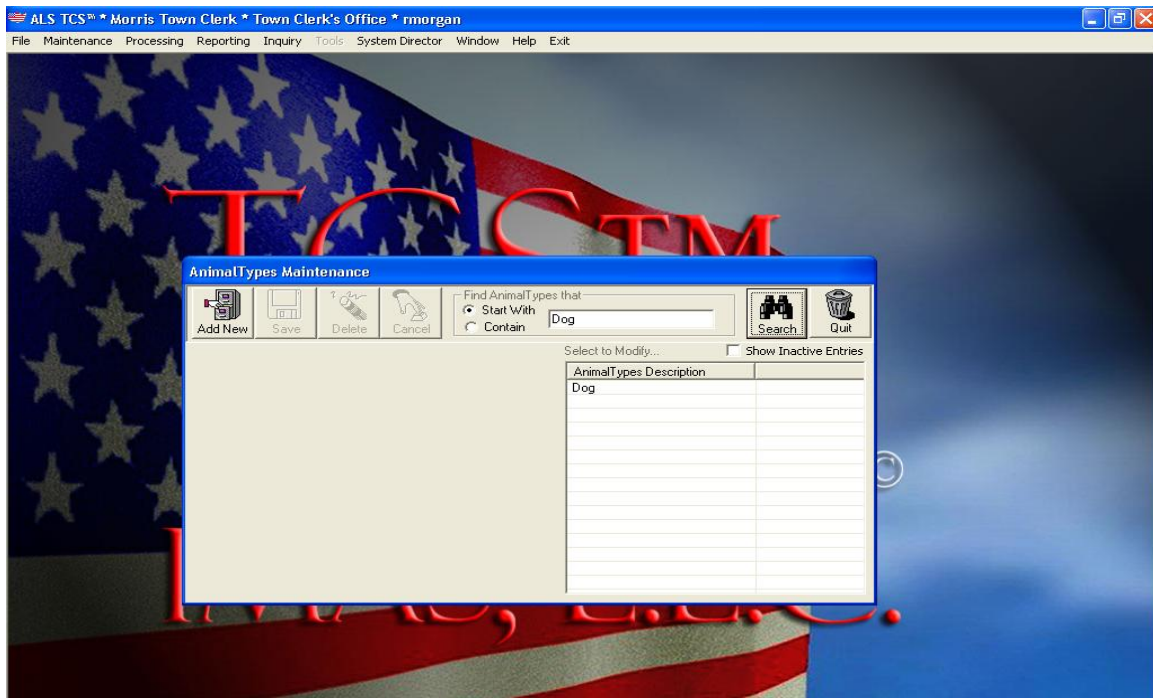 ALS TCS™ * Morris Town Clerk * Town Clerk's Office * rmorgan
File Maintenance Processing Reporting Inquiry Tools System Director Window Help Exit
TCSTM
AnimalTypes Maintenance
Add New Save Delete Cancel
Find AnimalTypes that
Start With
Contain
Dog
Search Quit
Select to Modify... Show Inactive Entries
AnimalTypes Description
Dog
©